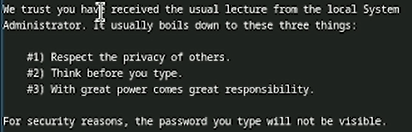 We trust you have received the usual lecture from the local System
Administrator. It usually boils down to these three things:
#1) Respect the privacy of others.
#2) Think before you type.
#3) With great power comes great responsibility.
For security reasons, the password you type will not be visible.